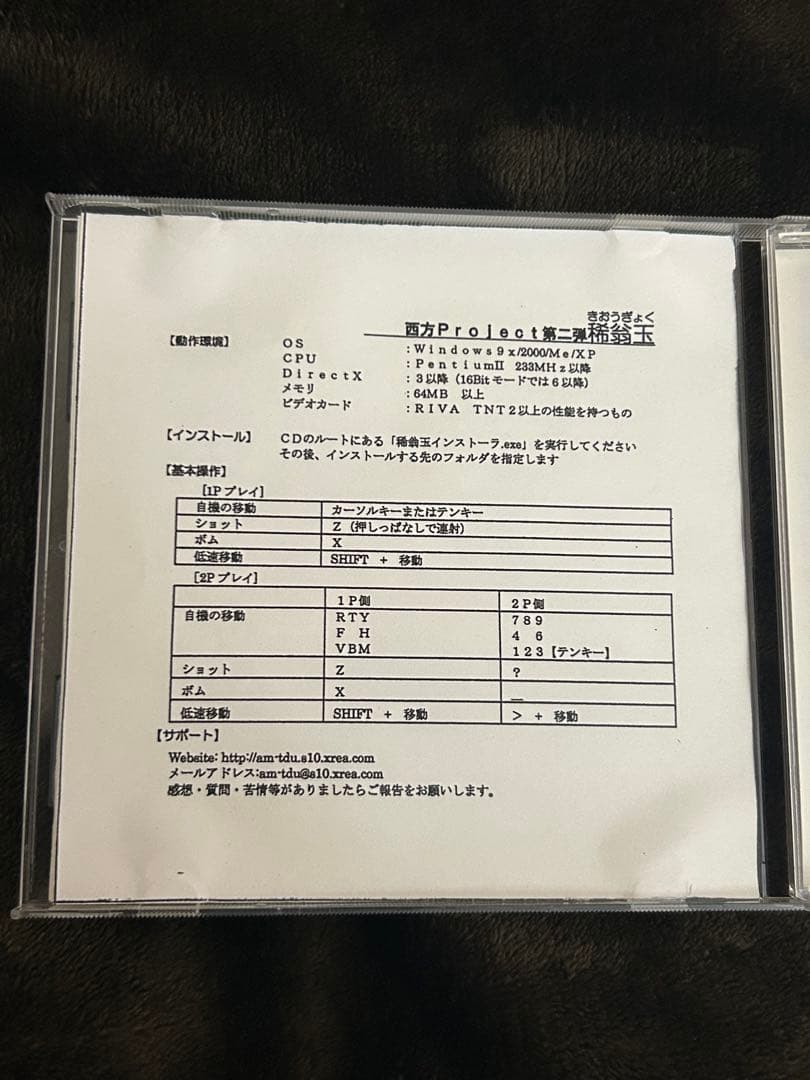 きおうぎょく
西方Project第二弾稀翁玉
【動作環境】
OS :Windows9x/2000/Me/XP
CPU :PentiumⅡ 233MHz以降
DirectX :3以降(16Bitモードでは6以降)
メモリ :64MB 以上
ビデオカード :RIVA TNT2以上の性能を持つもの
【インストール】 CDのルートにある「稀翁玉インストーラ.exe」を実行してください
その後、インストールする先のフォルダを指定します
【基本操作】
[1Pプレイ]
自機の移動 カーソルキーまたはテンキー
ショット Z(押しっぱなしで連射)
ボム X
低速移動 SHIFT + 移動
[2Pプレイ]
1P側 2P側
自機の移動 RTY 789
F H 4 6
VBM 123【テンキー】
ショット Z ?
ボム X _
低速移動 SHIFT + 移動 > + 移動
【サポート】
Website: http://am-tdu.s10.xrea.com
メールアドレス:am-tdu@s10.xrea.com
感想・質問・苦情等がありましたらご報告をお願いします。